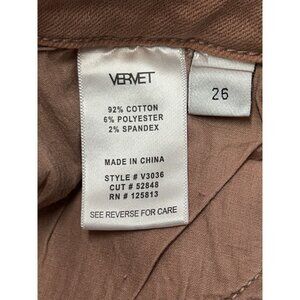 VERVET
26
92% COTTON
6% POLYESTER
2% SPANDEX
MADE IN CHINA
STYLE # V3036
CUT # 52848
RN # 125813
SEE REVERSE FOR CARE